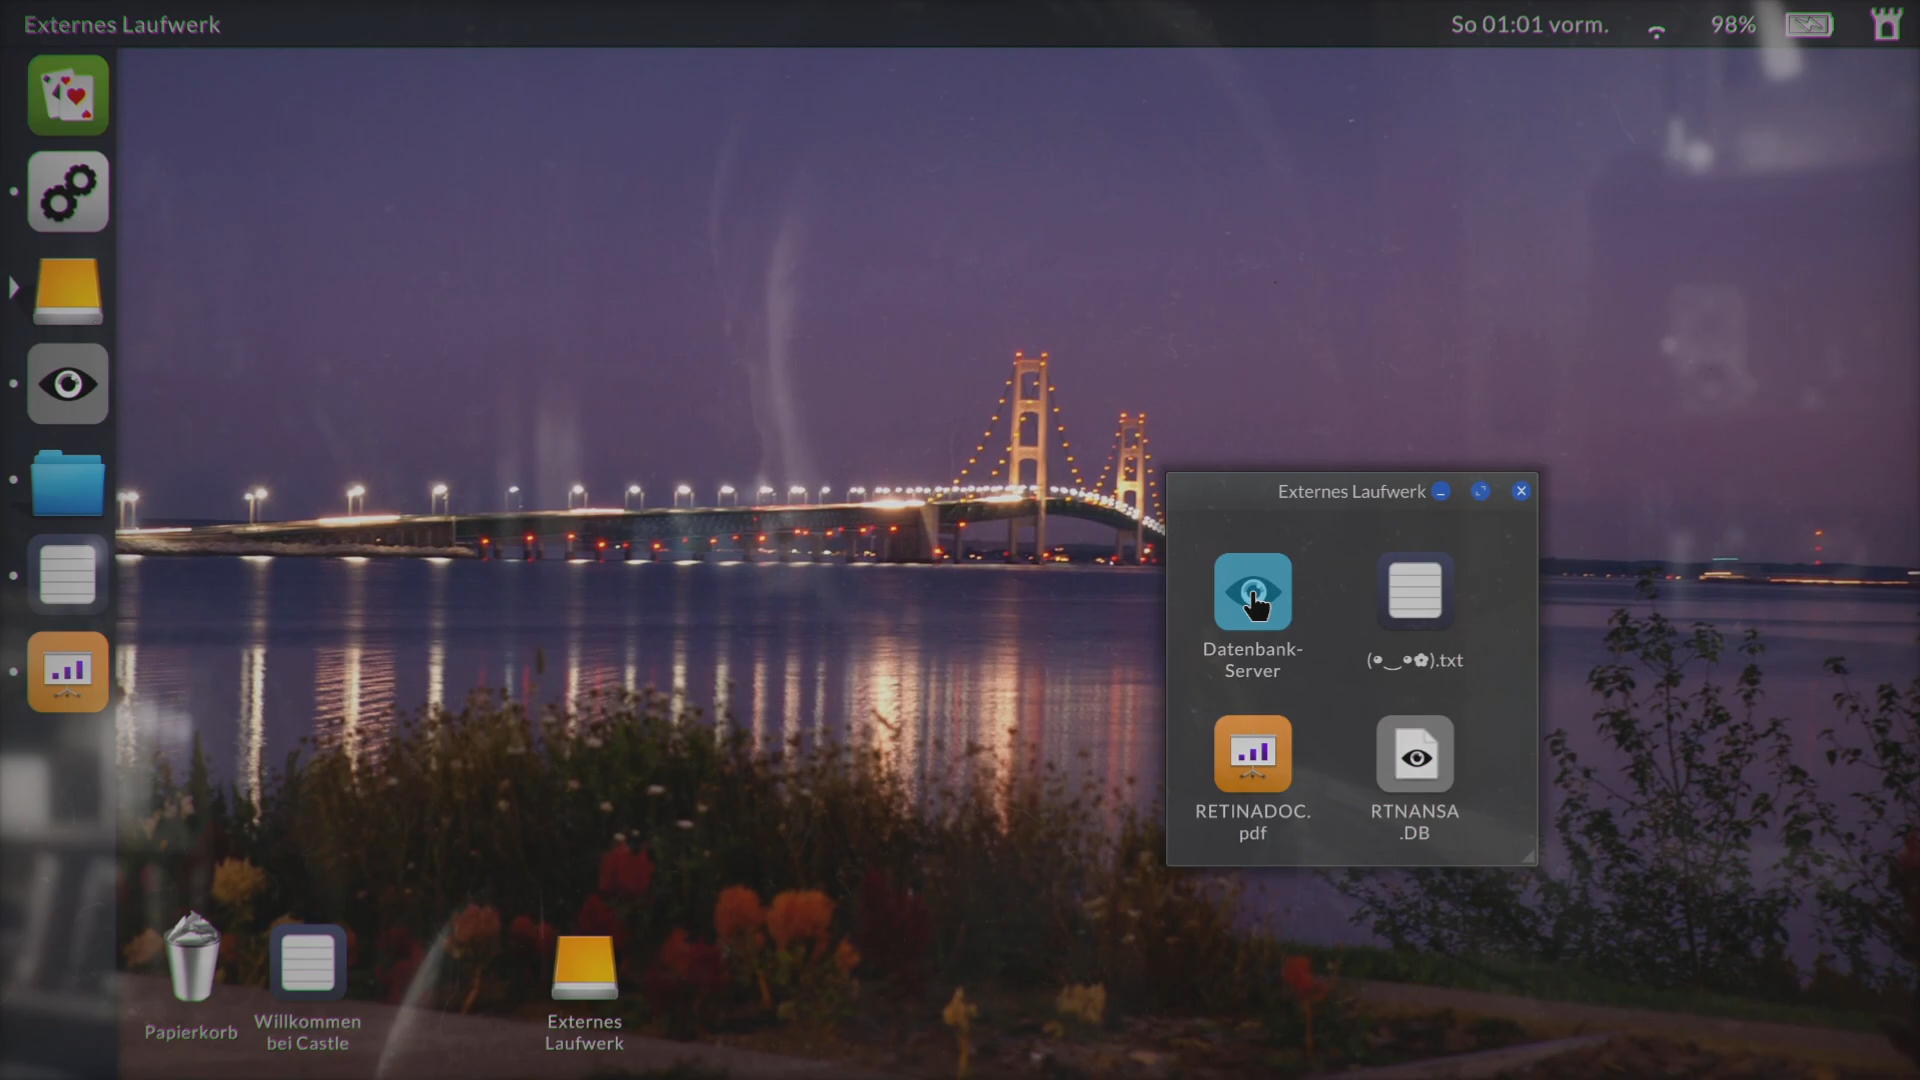 Externes Laufwerk
So 01:01 vorm.
98%
Externes Laufwerk
Datenbank-
Server
(•‿•✿).txt
RETINADOC.
pdf
RTNANSA
.DB
Papierkorb
Willkommen
bei Castle
Externes
Laufwerk